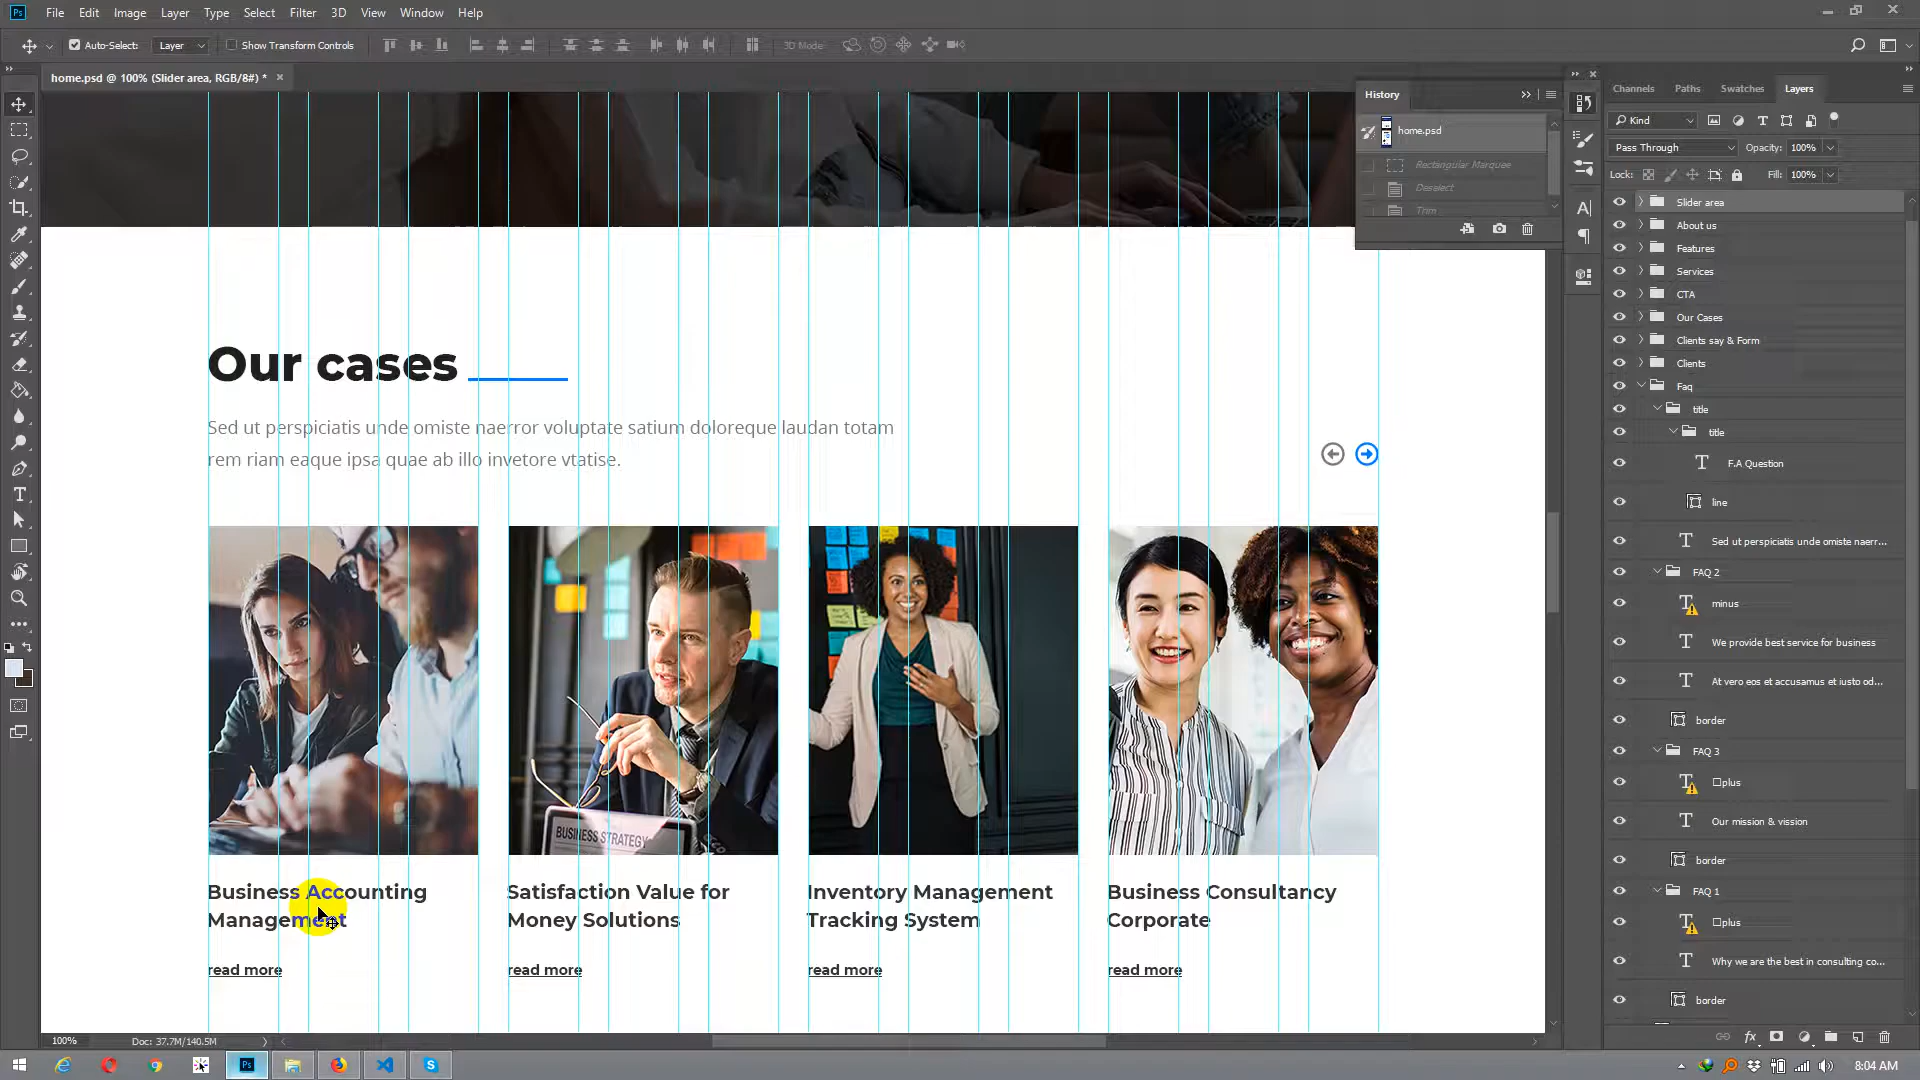 Ps File Edit Image Layer Type Select Filter 3D View Window Help
Auto-Select: Layer Show Transform Controls 3D Mode:
home.psd @ 100% (Slider area, RGB/8#) *
History
home.psd
Rectangular Marquee
Deselect
Trim
Our cases
Sed ut perspiciatis unde omiste naerror voluptate satium doloreque laudan totam
rem riam eaque ipsa quae ab illo invetore vtatise.
BUSINESS STRATEGY
Business Accounting
Management
read more
Satisfaction Value for
Money Solutions
read more
Inventory Management
Tracking System
read more
Business Consultancy
Corporate
read more
Channels Paths Swatches Layers
Kind
Pass Through Opacity: 100%
Lock: Fill: 100%
Slider area
About us
Features
Services
CTA
Our Cases
Clients say & Form
Clients
Faq
title
title
F.A Question
line
Sed ut perspiciatis unde omiste naerr...
FAQ 2
minus
We provide best service for business
At vero eos et accusamus et iusto od...
border
FAQ 3
□plus
Our mission & vission
border
FAQ 1
□plus
Why we are the best in consulting co...
border
100% Doc: 37.7M/140.5M
Ps
8:04 AM